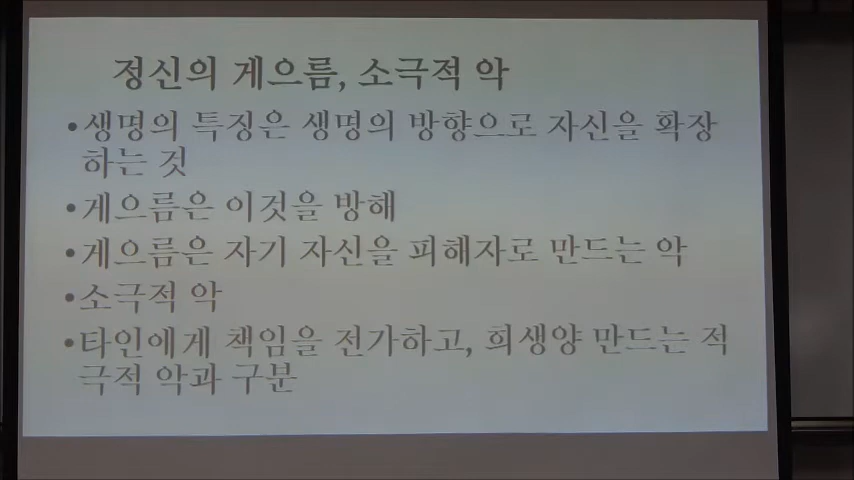 정신의 게으름, 소극적 악
•생명의 특징은 생명의 방향으로 자신을 확장
하는 것
•게으름은 이것을 방해
•게으름은 자기 자신을 피해자로 만드는 악
•소극적 악
•타인에게 책임을 전가하고, 희생양 만드는 적
극적 악과 구분